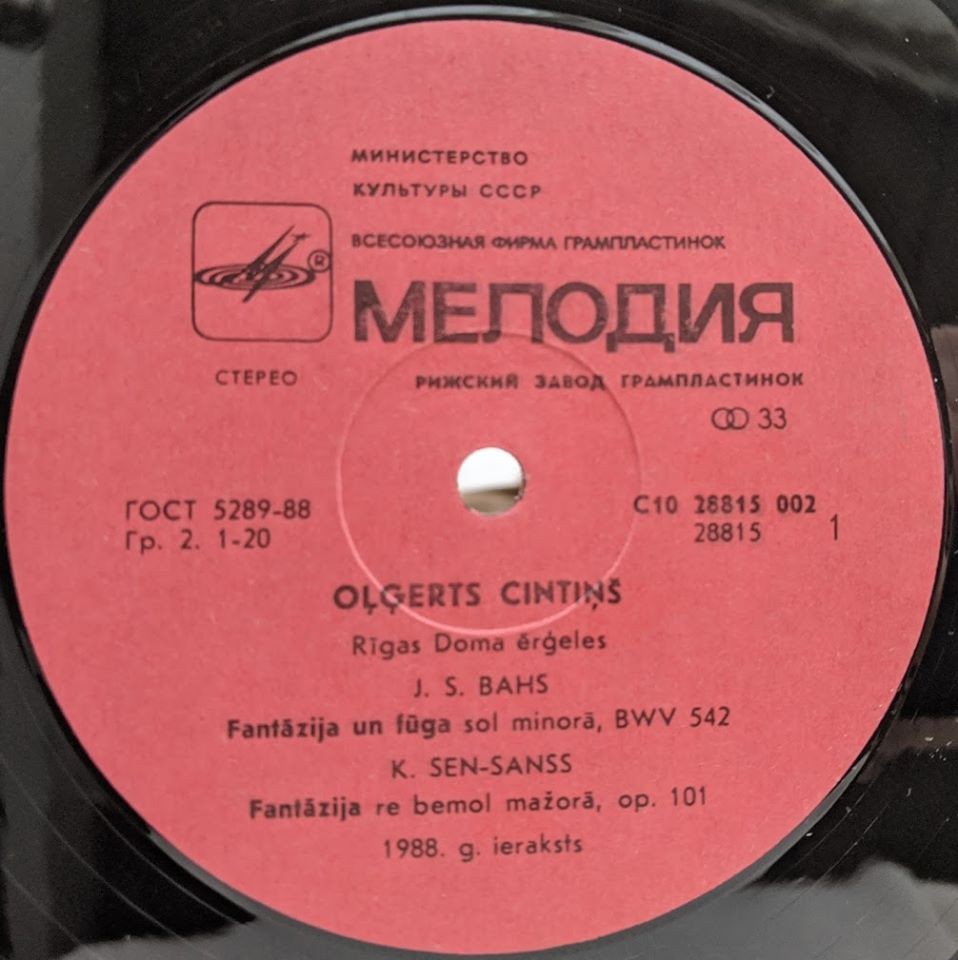 МИНИСТЕРСТВО
КУЛЬТУРЫ СССР
ВСЕСОЮЗНАЯ ФИРМА ГРАМПЛАСТИНОК
®
МЕЛОДИЯ
СТЕРЕО
РИЖСКИЙ ЗАВОД ГРАМПЛАСТИНОК
33
ГОСТ 5289-88
Гр. 2. 1-20
С10 28815 002
28815 1
OĻĢERTS CINTIŅŠ
Rīgas Doma ērģeles
J. S. BAHS
Fantāzija un fūga sol minorā, BWV 542
K. SEN-SANSS
Fantāzija re bemol mažorā, op. 101
1988. g. ieraksts